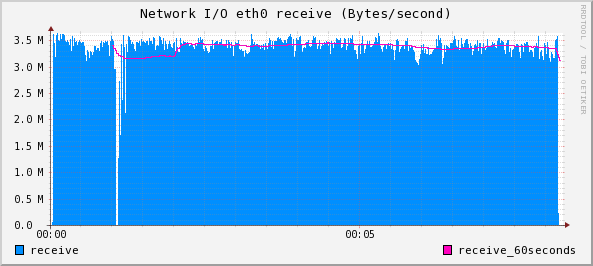 Network I/O eth0 receive (Bytes/second)
RRDTOOL / TOBI OETIKER
3.5 M
3.0 M
2.5 M
2.0 M
1.5 M
1.0 M
0.5 M
0.0
00:00 00:05
receive receive_60seconds